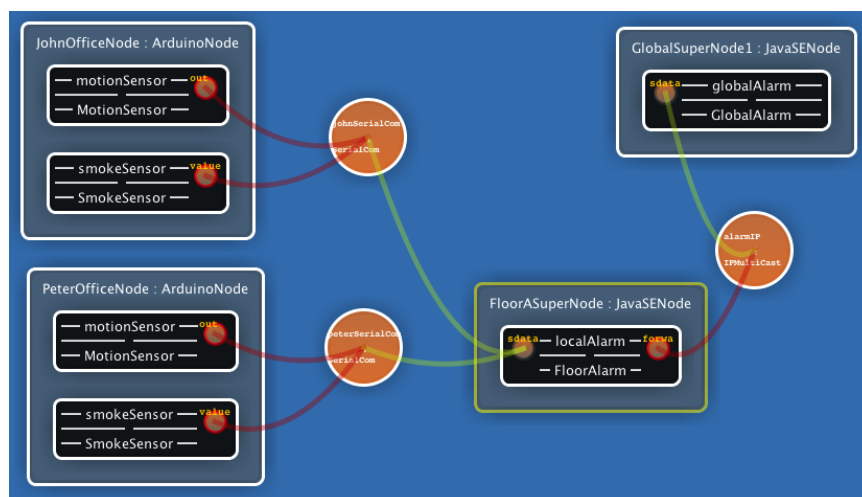 JohnOfficeNode : ArduinoNode
motionSensor out
MotionSensor
smokeSensor value
SmokeSensor
johnSerialCom
SerialCom
GlobalSuperNode1 : JavaSENode
sdata globalAlarm
GlobalAlarm
alarmIP
IPMultiCast
PeterOfficeNode : ArduinoNode
motionSensor out
MotionSensor
smokeSensor value
SmokeSensor
peterSerialCom
SerialCom
FloorASuperNode : JavaSENode
sdata localAlarm forwa
FloorAlarm